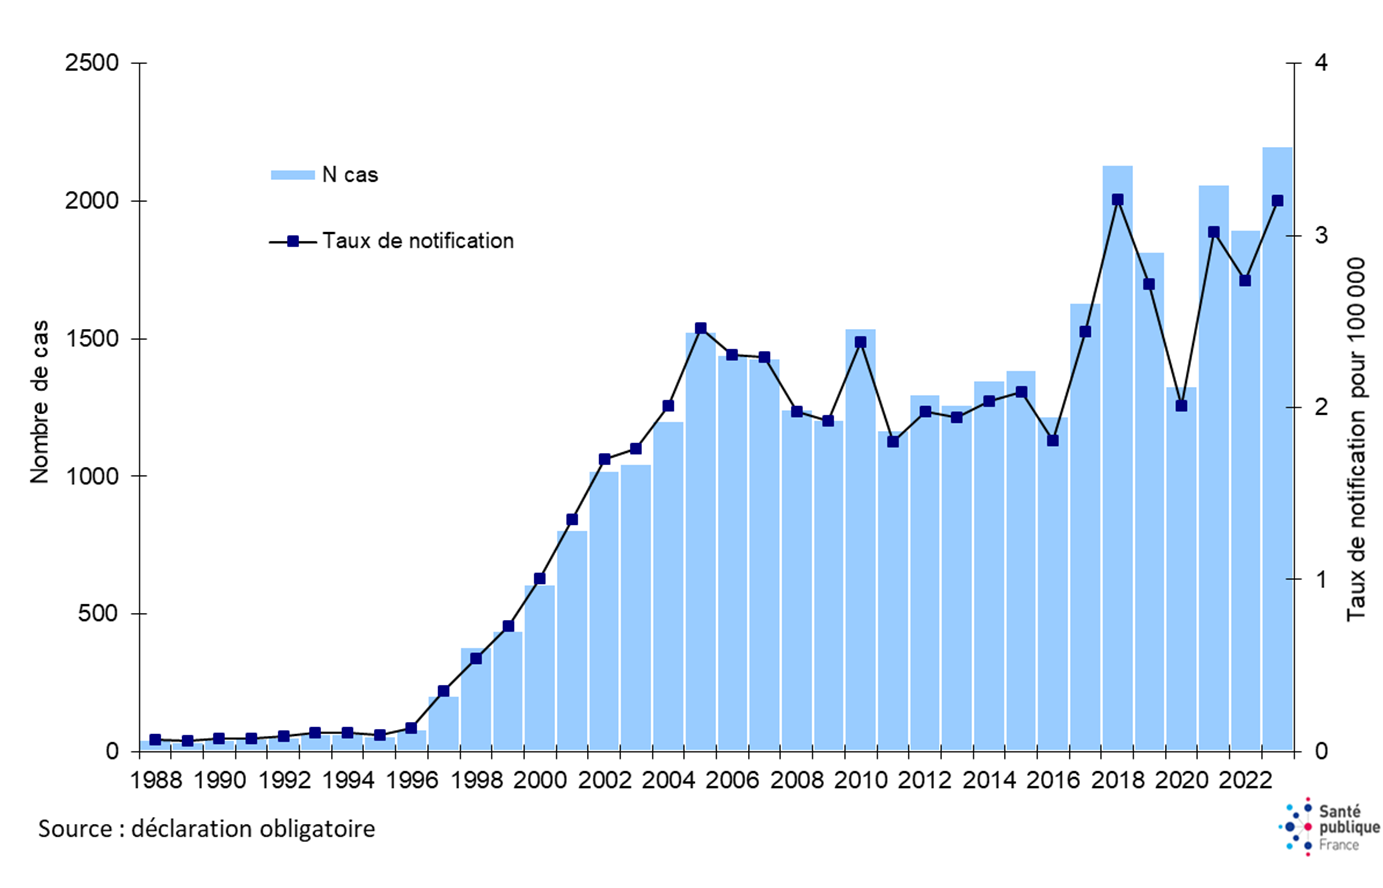 2500
2000
1500
1000
500
0
Nombre de cas
N cas
Taux de notification
4
3
2
1
0
Taux de notification pour 100 000
1988 1990 1992 1994 1996 1998 2000 2002 2004 2006 2008 2010 2012 2014 2016 2018 2020 2022
Source : déclaration obligatoire
Santé
publique
France